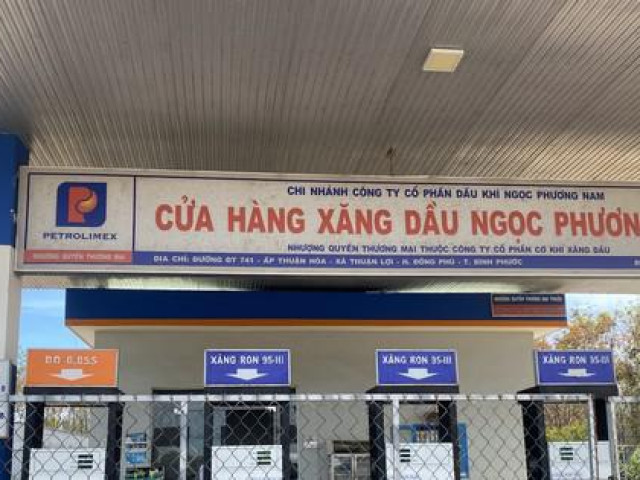 CHI NHÁNH CÔNG TY CỔ PHẦN DẦU KHÍ NGỌC PHƯƠNG NAM
PETROLIMEX
CỬA HÀNG XĂNG DẦU NGỌC PHƯƠN
NHƯỢNG QUYỀN THƯƠNG MẠI THUỘC CÔNG TY CỔ PHẦN CƠ KHÍ XĂNG DẦU
NHƯỢNG QUYỀN THƯƠNG MẠI
ĐỊA CHỈ: ĐƯỜNG ĐT 741 - ẤP THUẬN HÒA - XÃ THUẬN LỢI - H. ĐỒNG PHÚ - T. BÌNH PHƯỚC
DO 0,05S
XĂNG RON 95-III
XĂNG RON 95-III
XĂNG RON 95-III